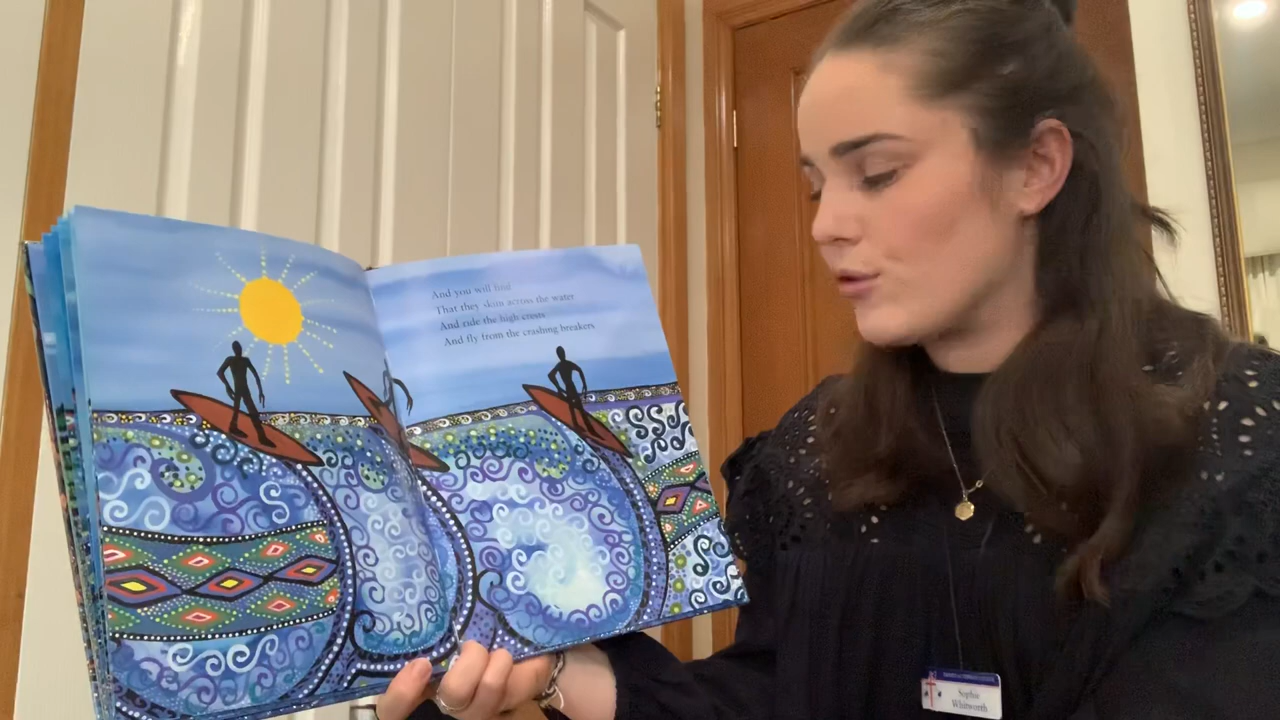 And you will find
That they skim across the water
And ride the high crests
And fly from the crashing breakers
Sophie
Whitworth